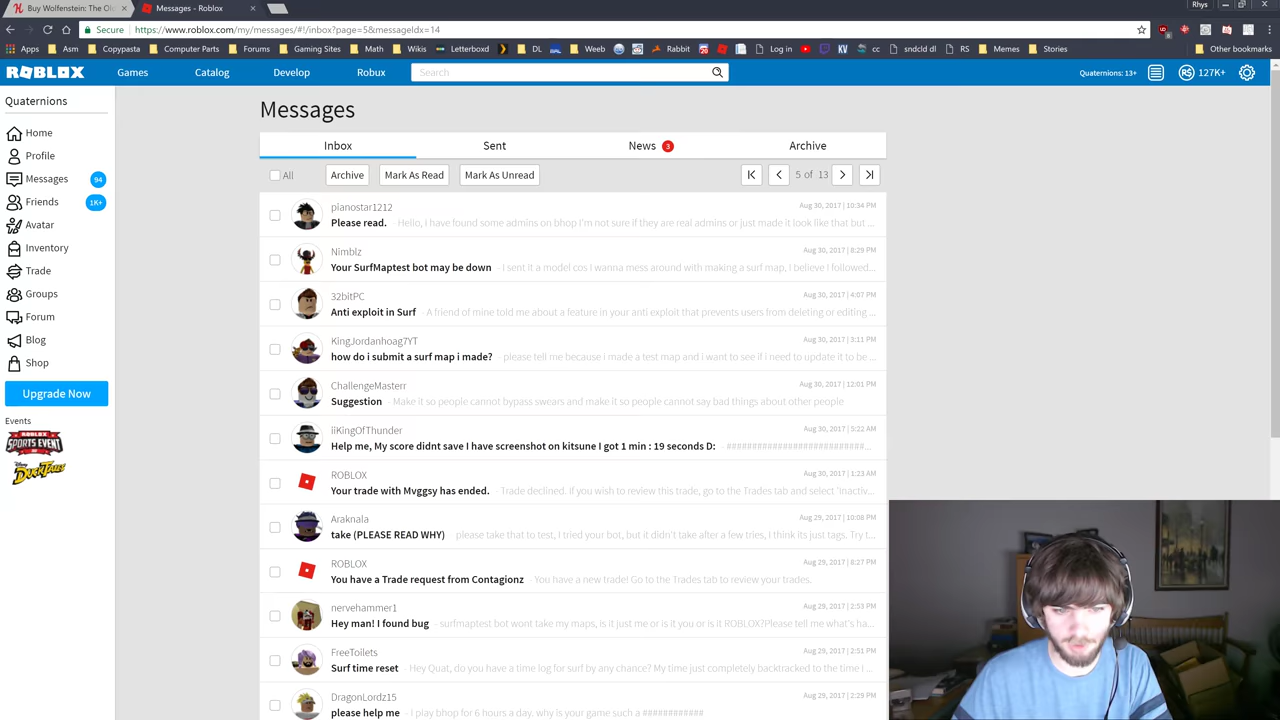 Buy Wolfenstein: The Ol
Messages - Roblox
Rhys
Secure
https://www.roblox.com/my/messages/#!/inbox?page=5&messageIdx=14
Apps
Asm
Copypasta
Computer Parts
Forums
Gaming Sites
Math
Wikis
Letterboxd
DL
Weeb
Rabbit
Log in
KV
cc
sndcld dl
RS
Memes
Stories
Other bookmarks
ROBLOX
Games
Catalog
Develop
Robux
Search
Quaternions: 13+
R$
127K+
Quaternions
Home
Profile
Messages
94
Friends
1K+
Avatar
Inventory
Trade
Groups
Forum
Blog
Shop
Upgrade Now
Events
ROBLOX
SPORTS EVENT
DISNEY
DUCKTALES
Messages
Inbox
Sent
News
3
Archive
All
Archive
Mark As Read
Mark As Unread
5 of 13
pianostar1212
Aug 30, 2017 | 10:34 PM
Please read. - Hello, i have found some admins on bhop I'm not sure if they are real admins or just made it look like that but ...
Nimblz
Aug 30, 2017 | 8:29 PM
Your SurfMaptest bot may be down - I sent it a model cos I wanna mess around with making a surf map, I believe I followed...
32bitPC
Aug 30, 2017 | 4:07 PM
Anti exploit in Surf - A friend of mine told me about a feature in your anti exploit that prevents users from deleting or editing ...
KingJordanhoag7YT
Aug 30, 2017 | 3:11 PM
how do i submit a surf map i made? - please tell me because i made a test map and i want to see if i need to update it to be ...
ChallengeMasterr
Aug 30, 2017 | 12:01 PM
Suggestion - Make it so people cannot bypass swears and make it so people cannot say bad things about other people
iiKingOfThunder
Aug 30, 2017 | 5:22 AM
Help me, My score didnt save I have screenshot on kitsune I got 1 min : 19 seconds D: - ##########################...
ROBLOX
Aug 30, 2017 | 1:23 AM
Your trade with Mvggsy has ended. - Trade declined. If you wish to review this trade, go to the Trades tab and select 'Inactiv...
Araknala
Aug 29, 2017 | 10:08 PM
take (PLEASE READ WHY) - please take that to test, I tried your bot, but it didn't take after a few tries, I think its just tags. Try t...
ROBLOX
Aug 29, 2017 | 8:27 PM
You have a Trade request from Contagionz - You have a new trade! Go to the Trades tab to review your trades.
nervehammer1
Aug 29, 2017 | 2:53 PM
Hey man! I found bug - surfmaptest bot wont take my maps, is it just me or is it you or is it ROBLOX?Please tell me what's ha...
FreeToilets
Aug 29, 2017 | 2:51 PM
Surf time reset - Hey Quat, do you have a time log for surf by any chance? My time just completely backtracked to the time i ...
DragonLordz15
Aug 29, 2017 | 2:29 PM
please help me - I play bhop for 6 hours a day. why is your game such a ############